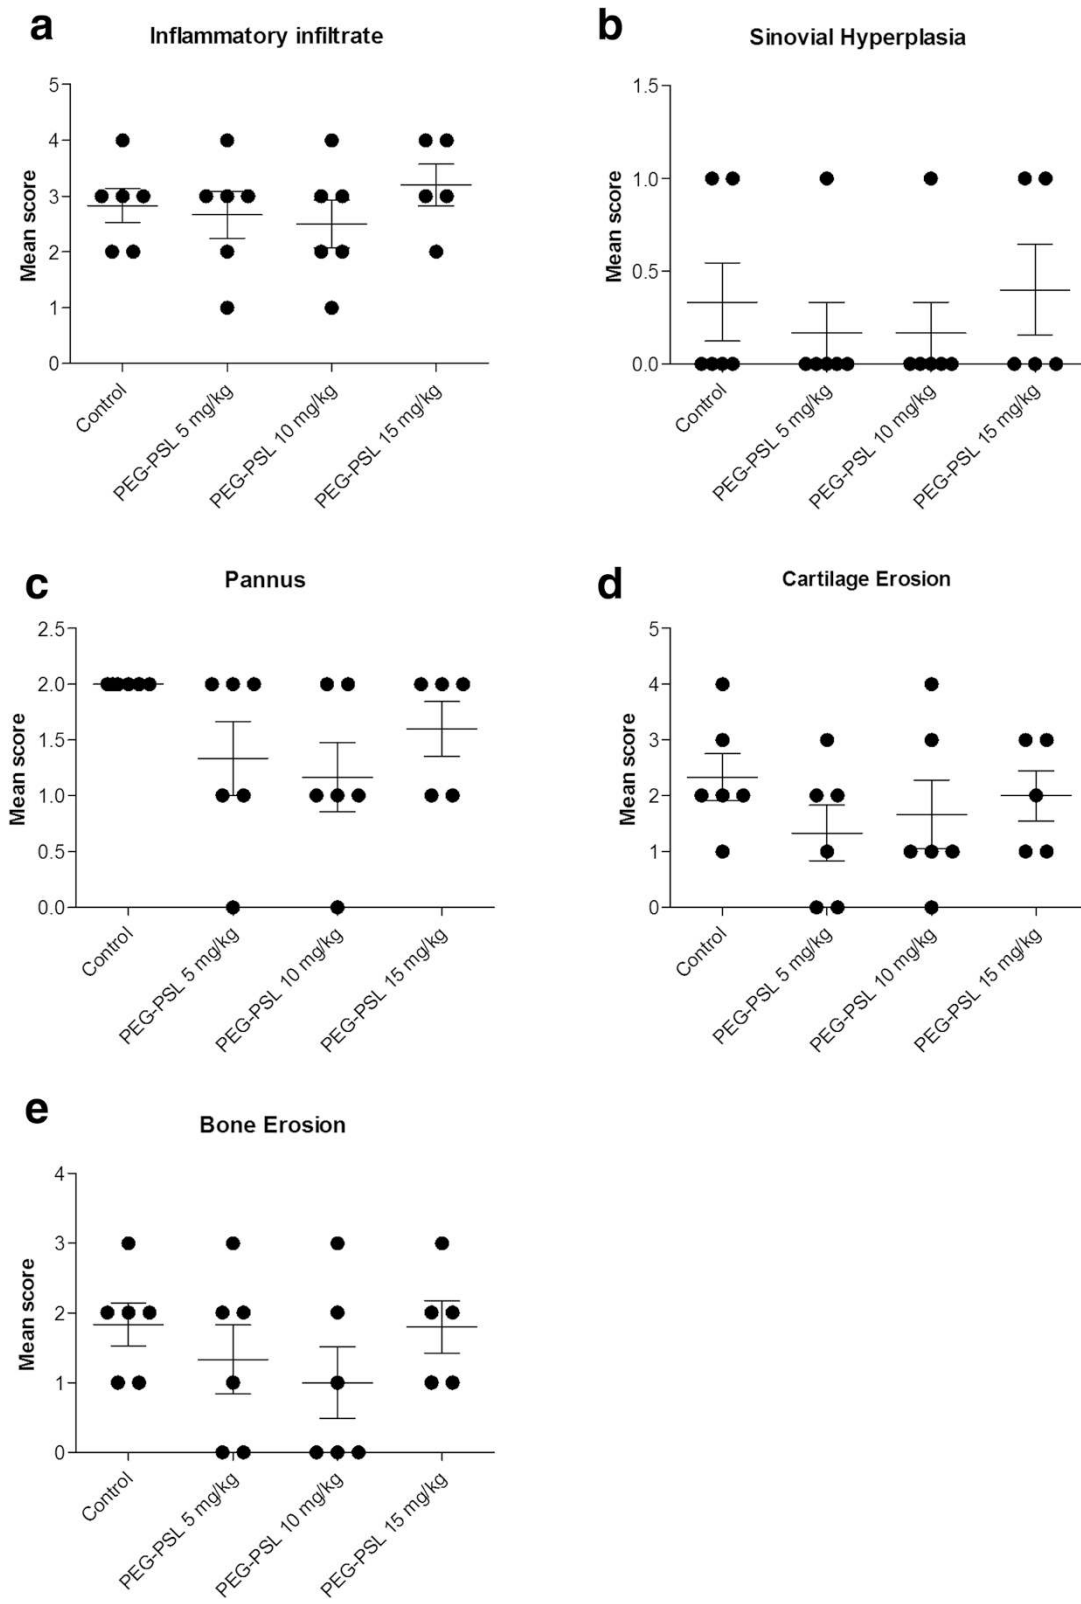 a
Inflammatory infiltrate
Mean score
5
4
3
2
1
0
Control
PEG-PSL 5 mg/kg
PEG-PSL 10 mg/kg
PEG-PSL 15 mg/kg
b
Sinovial Hyperplasia
Mean score
1.5
1.0
0.5
0.0
Control
PEG-PSL 5 mg/kg
PEG-PSL 10 mg/kg
PEG-PSL 15 mg/kg
c
Pannus
Mean score
2.5
2.0
1.5
1.0
0.5
0.0
Control
PEG-PSL 5 mg/kg
PEG-PSL 10 mg/kg
PEG-PSL 15 mg/kg
d
Cartilage Erosion
Mean score
5
4
3
2
1
0
Control
PEG-PSL 5 mg/kg
PEG-PSL 10 mg/kg
PEG-PSL 15 mg/kg
e
Bone Erosion
Mean score
4
3
2
1
0
Control
PEG-PSL 5 mg/kg
PEG-PSL 10 mg/kg
PEG-PSL 15 mg/kg